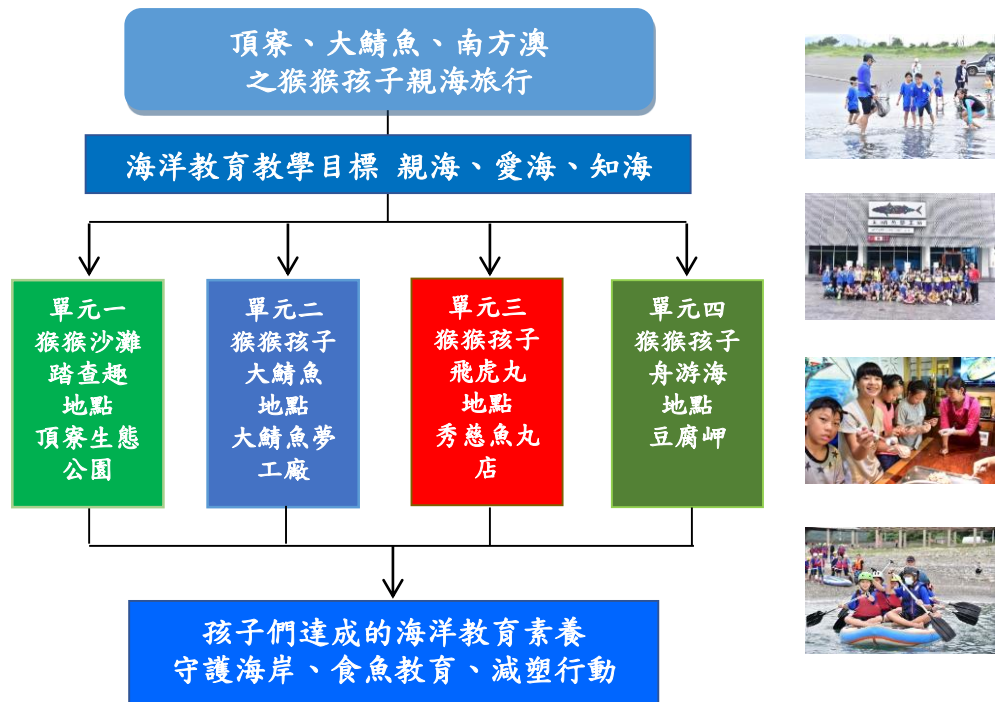 頂寮、大鯖魚、南方澳
之猴猴孩子親海旅行
海洋教育教學目標 親海、愛海、知海
單元一
猴猴沙灘
踏查趣
地點
頂寮生態
公園
單元二
猴猴孩子
大鯖魚
地點
大鯖魚夢
工廠
單元三
猴猴孩子
飛虎丸
地點
秀慈魚丸
店
單元四
猴猴孩子
舟游海
地點
豆腐岬
孩子們達成的海洋教育素養
守護海岸、食魚教育、減塑行動